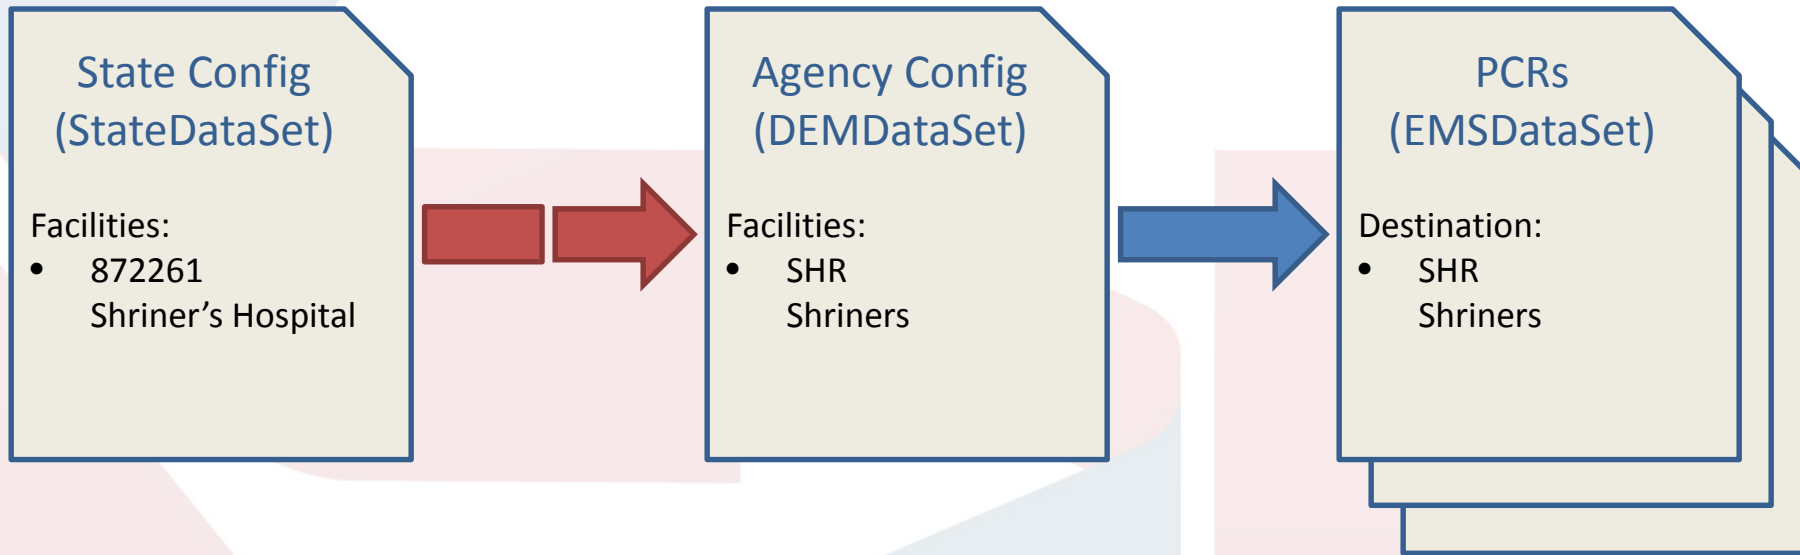 State Config
(StateDataSet)
Facilities:
• 872261
Shriner’s Hospital
Agency Config
(DEMDataSet)
Facilities:
• SHR
Shriners
PCRs
(EMSDataSet)
Destination:
• SHR
Shriners